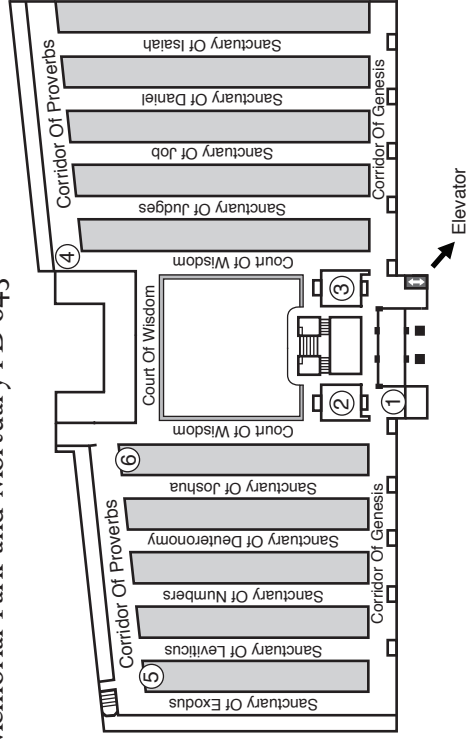 Memorial Park and Mortuary
Corridor Of Proverbs
Corridor Of Proverbs
④
⑥
⑤
Sanctuary Of Exodus
Sanctuary Of Leviticus
Sanctuary Of Numbers
Sanctuary Of Deuteronomy
Sanctuary Of Joshua
Court Of Wisdom
Court Of Wisdom
Court Of Wisdom
Sanctuary Of Judges
Sanctuary Of Job
Sanctuary Of Daniel
Sanctuary Of Isaiah
②
③
①
Corridor Of Genesis
Corridor Of Genesis
Elevator